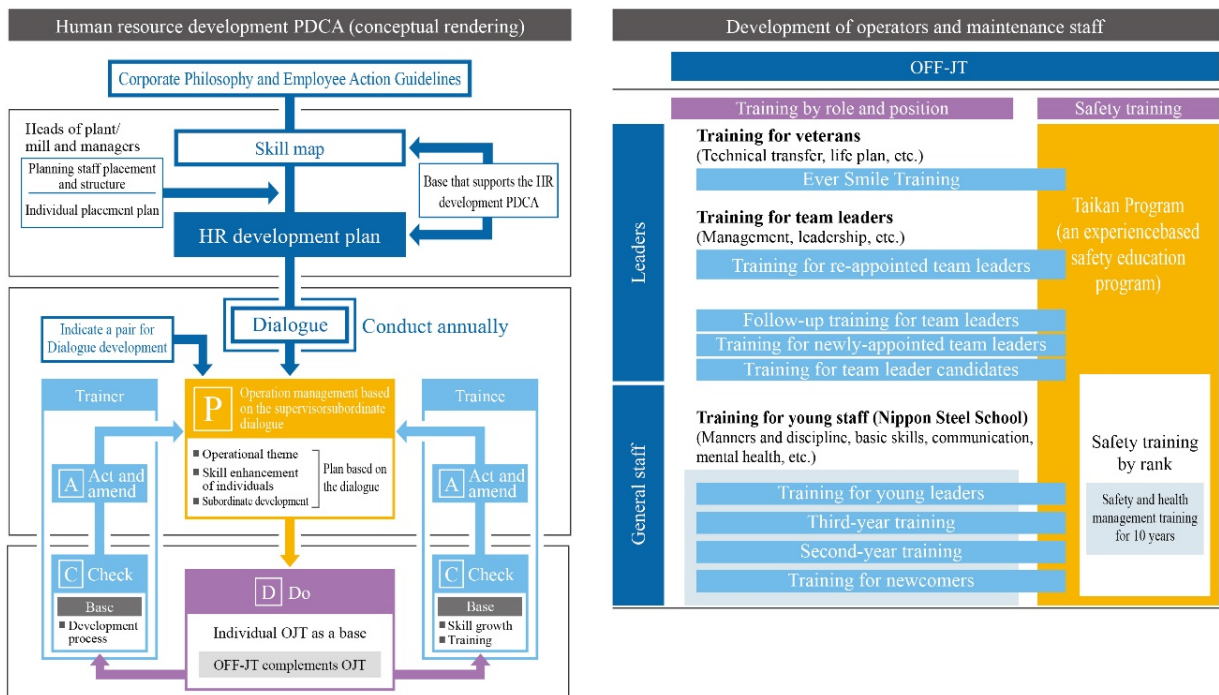 Human resource development PDCA (conceptual rendering)
Corporate Philosophy and Employee Action Guidelines
Heads of plant/
mill and managers
Planning staff placement
and structure
Individual placement plan
Skill map
Base that supports the HR
development PDCA
HR development plan
Dialogue
Conduct annually
Indicate a pair for
Dialogue development
Trainer
A Act and
amend
C Check
Base
Development
process
P
Operation management based
on the supervisorsubordinate
dialogue
Operational theme
Skill enhancement
of individuals
Subordinate development
Plan based on
the dialogue
Trainee
A Act and
amend
C Check
Base
Skill growth
Training
D Do
Individual OJT as a base
OFF-JT complements OJT
Development of operators and maintenance staff
OFF-JT
Training by role and position
Safety training
Leaders
Training for veterans
(Technical transfer, life plan, etc.)
Ever Smile Training
Training for team leaders
(Management, leadership, etc.)
Training for re-appointed team leaders
Follow-up training for team leaders
Training for newly-appointed team leaders
Training for team leader candidates
General staff
Training for young staff (Nippon Steel School)
(Manners and discipline, basic skills, communication,
mental health, etc.)
Training for young leaders
Third-year training
Second-year training
Training for newcomers
Taikan Program
(an experiencebased
safety education
program)
Safety training
by rank
Safety and health
management training
for 10 years